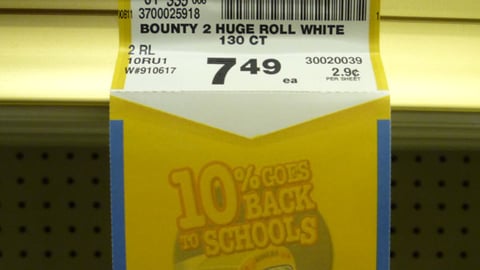 3700025918
BOUNTY 2 HUGE ROLL WHITE
130 CT
2 RL
10RU1
W#910617
7 49 ea
30020039
2.9¢
PER SHEET
10% GOES
BACK
TO SCHOOLS